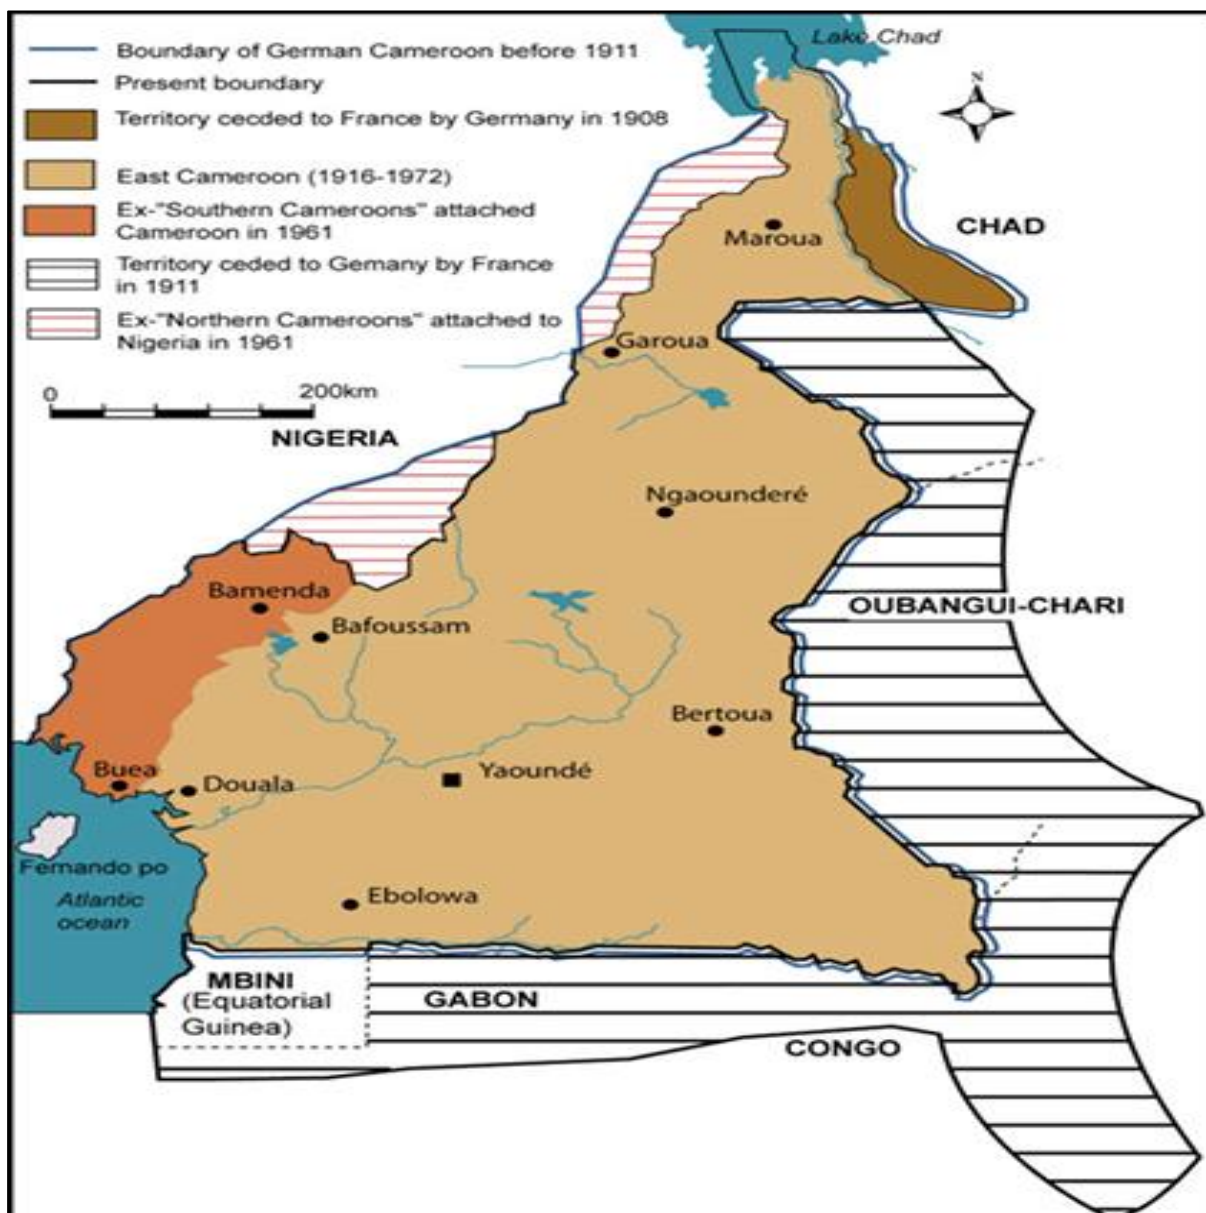 Boundary of German Cameroon before 1911
Present boundary
Territory cecded to France by Germany in 1908
East Cameroon (1916-1972)
Ex-"Southern Cameroons" attached
Cameroon in 1961
Territory ceded to Gemany by France
in 1911
Ex-"Northern Cameroons" attached to
Nigeria in 1961
0
200km
Lake Chad
N
CHAD
Maroua
Garoua
NIGERIA
Ngaounderé
Bamenda
Bafoussam
OUBANGUI-CHARI
Bertoua
Buea
Douala
Yaoundé
Fernando po
Atlantic
ocean
Ebolowa
MBINI
(Equatorial
Guinea)
GABON
CONGO